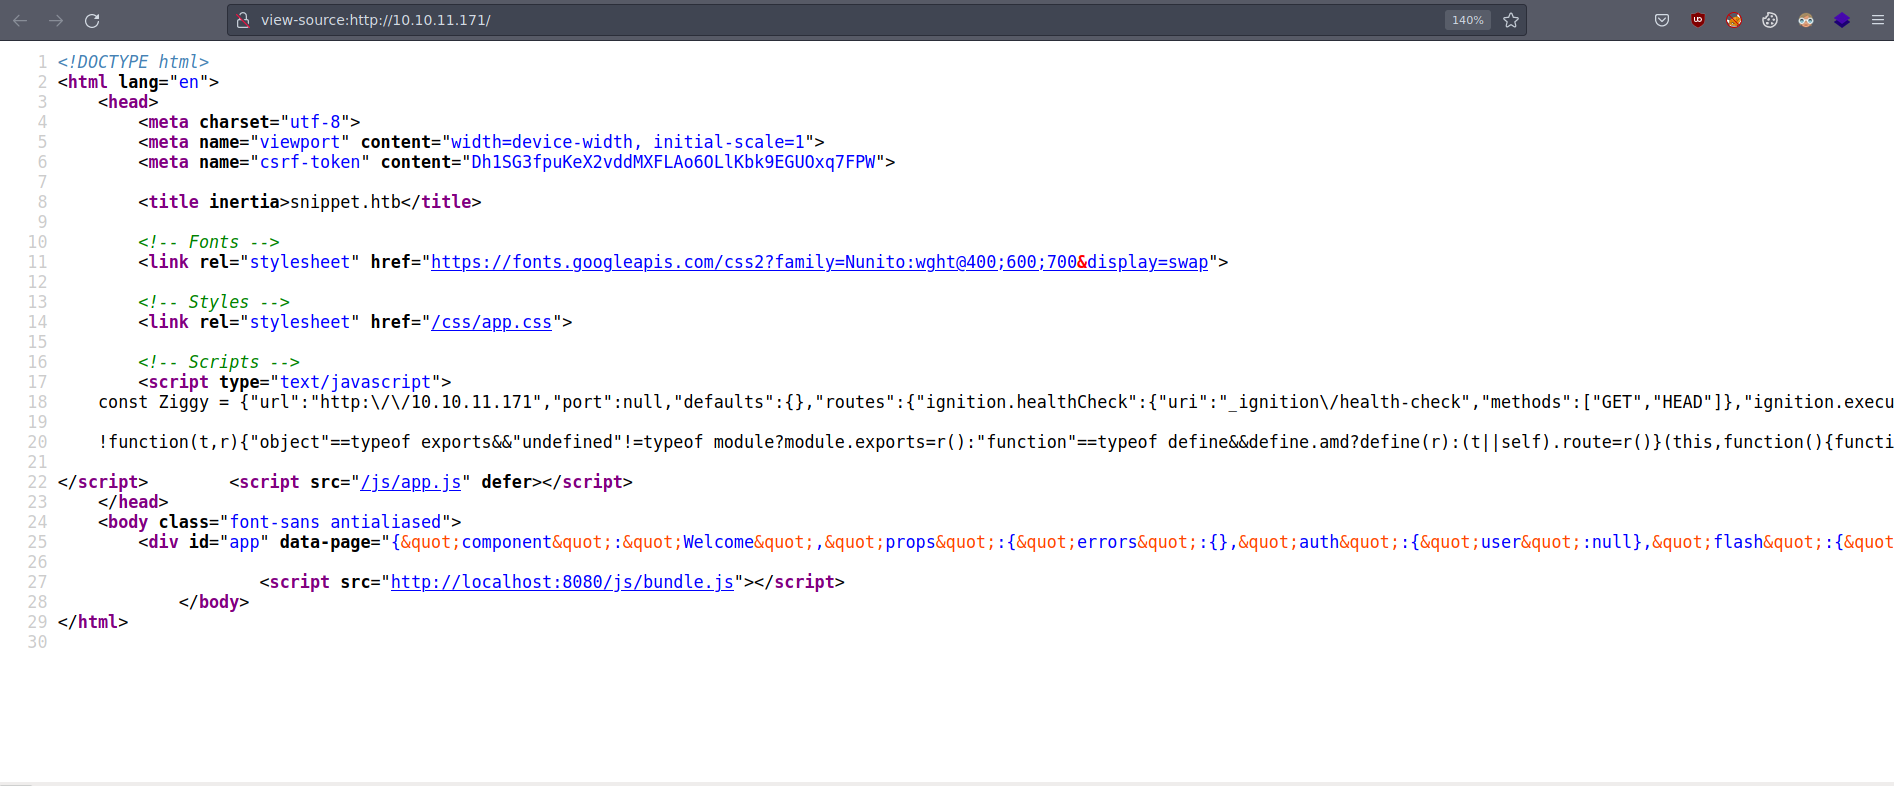 view-source:http://10.10.11.171/ 140%
1 <!DOCTYPE html>
2 <html lang="en">
3 <head>
4 <meta charset="utf-8">
5 <meta name="viewport" content="width=device-width, initial-scale=1">
6 <meta name="csrf-token" content="Dh1SG3fpuKeX2vddMXFLAo6OLlKbk9EGUOxq7FPW">
7
8 <title inertia>snippet.htb</title>
9
10 <!-- Fonts -->
11 <link rel="stylesheet" href="https://fonts.googleapis.com/css2?family=Nunito:wght@400;600;700&display=swap">
12
13 <!-- Styles -->
14 <link rel="stylesheet" href="/css/app.css">
15
16 <!-- Scripts -->
17 <script type="text/javascript">
18 const Ziggy = {"url":"http:\/\/10.10.11.171","port":null,"defaults":{},"routes":{"ignition.healthCheck":{"uri":"_ignition\/health-check","methods":["GET","HEAD"]},"ignition.execu
19
20 !function(t,r){"object"==typeof exports&&"undefined"!=typeof module?module.exports=r():"function"==typeof define&&define.amd?define(r):(t||self).route=r()}(this,function(){functi
21
22 </script> <script src="/js/app.js" defer></script>
23 </head>
24 <body class="font-sans antialiased">
25 <div id="app" data-page="{&quot;component&quot;:&quot;Welcome&quot;,&quot;props&quot;:{&quot;errors&quot;:{},&quot;auth&quot;:{&quot;user&quot;:null},&quot;flash&quot;:{&quot
26
27 <script src="http://localhost:8080/js/bundle.js"></script>
28 </body>
29 </html>
30